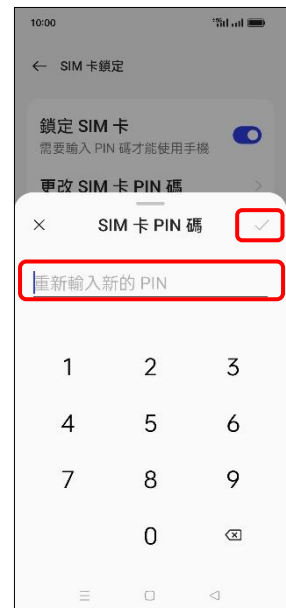 10:00
SIM 卡鎖定
鎖定 SIM 卡
需要輸入 PIN 碼才能使用手機
更改 SIM 卡 PIN 碼
SIM 卡 PIN 碼
重新輸入新的 PIN
1 2 3
4 5 6
7 8 9
0